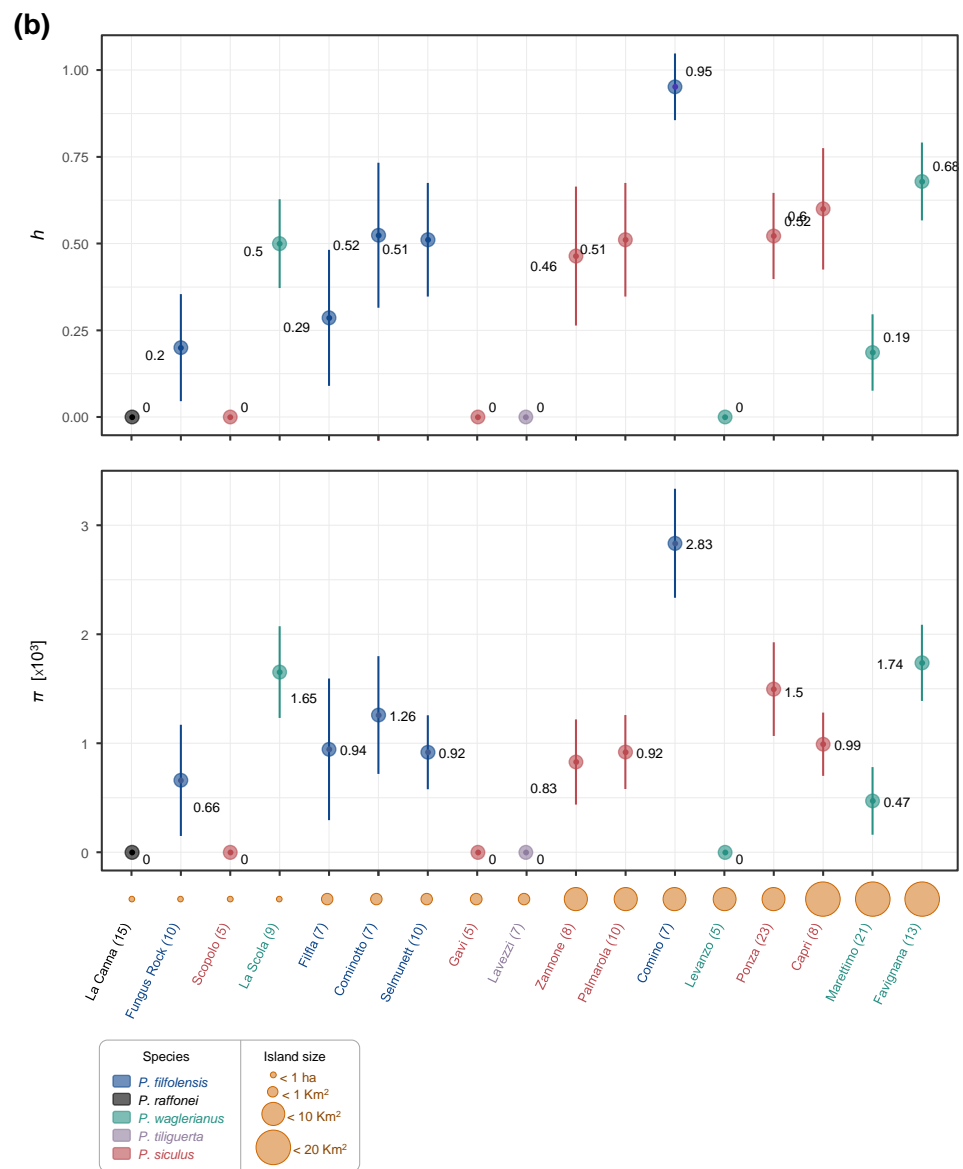 (b)
1.00
0.75
0.50
0.25
0.00
h
0
0.2
0
0.5
0.29
0.52
0.51
0
0
0.46
0.51
0.95
0
0.52
0.6
0.19
0.68
3
2
1
0
π [x10³]
0
0.66
0
1.65
0.94
1.26
0.92
0
0
0.83
0.92
2.83
0
1.5
0.99
0.47
1.74
La Canna (15)
Fungus Rock (10)
Scopolo (5)
La Scola (9)
Filfla (7)
Cominotto (7)
Selmunett (10)
Gavi (5)
Lavezzi (7)
Zannone (8)
Palmarola (10)
Comino (7)
Levanzo (5)
Ponza (23)
Capri (8)
Marettimo (21)
Favignana (13)
Species
P. filfolensis
P. raffonei
P. waglerianus
P. tiliguerta
P. siculus
Island size
< 1 ha
< 1 Km²
< 10 Km²
< 20 Km²